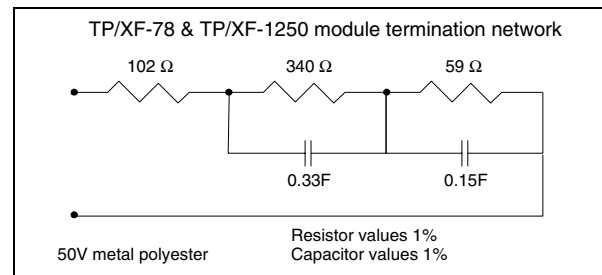 TP/XF-78 & TP/XF-1250 module termination network
102 Ω 340 Ω 59 Ω
0.33F 0.15F
50V metal polyester
Resistor values 1%
Capacitor values 1%